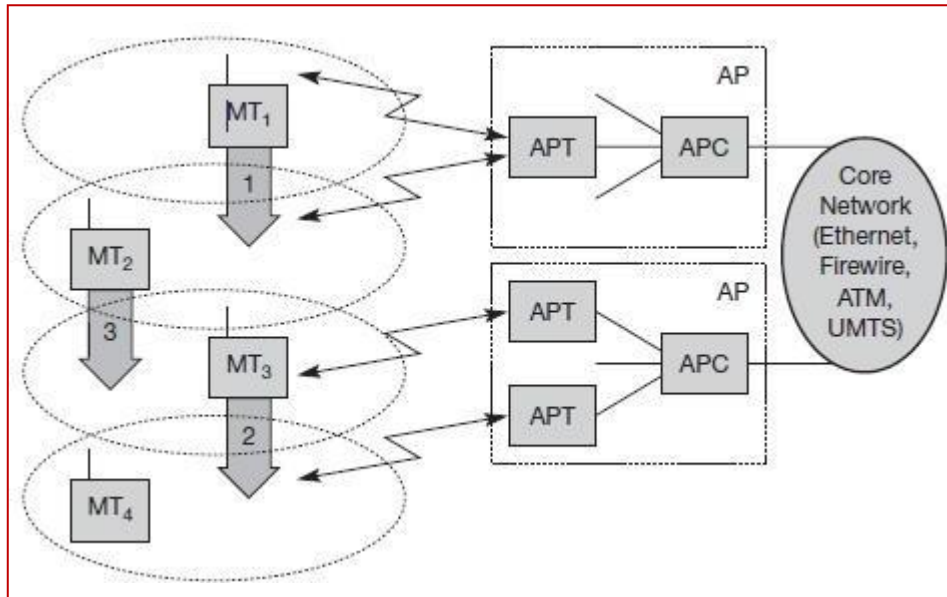 AP
MT1
APT
APC
1
Core
Network
(Ethernet,
Firewire,
ATM,
UMTS)
MT2
AP
APT
3
MT3
APC
APT
2
MT4